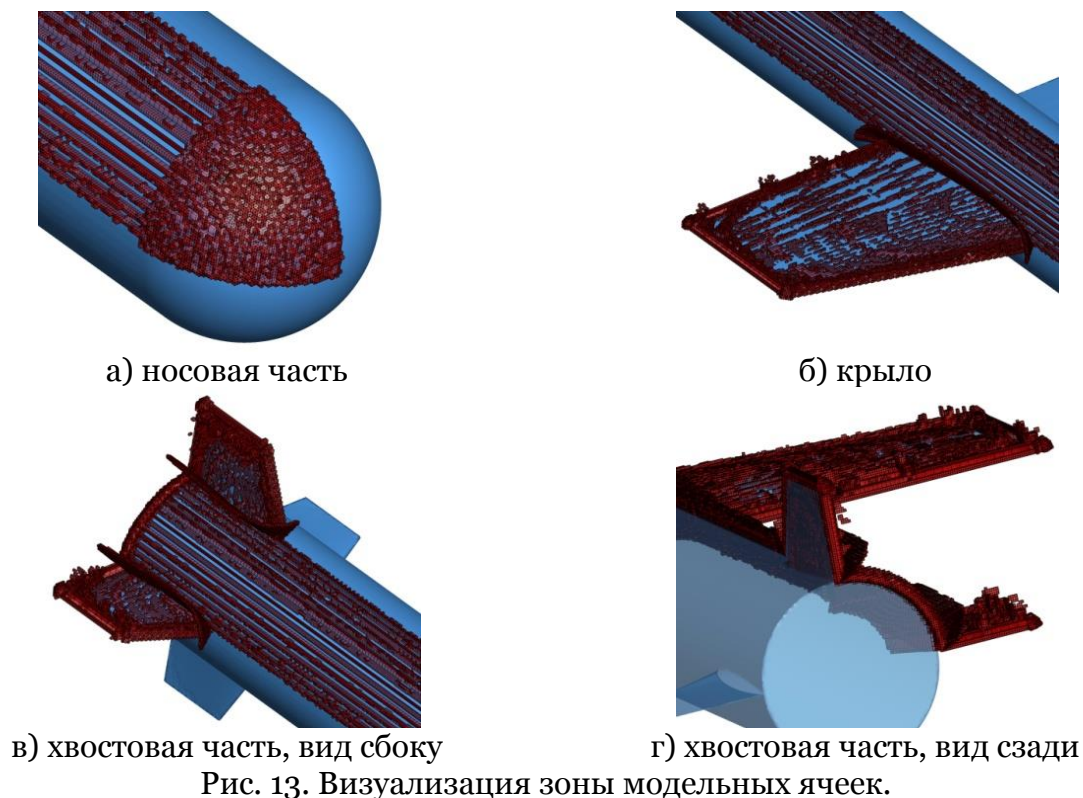 а) носовая часть
б) крыло
в) хвостовая часть, вид сбоку
г) хвостовая часть, вид сзади
Рис. 13. Визуализация зоны модельных ячеек.